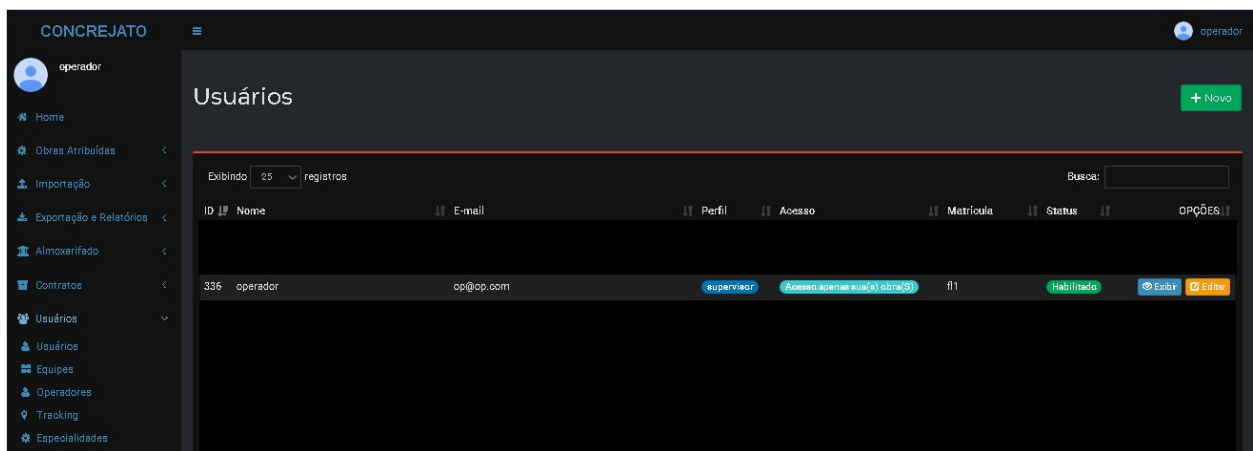 CONCREJATO
operador
operador
Usuários
+ Novo
Home
Obras Atribuídas
Importação
Exportação e Relatórios
Almoxarifado
Contratos
Usuários
Usuários
Equipes
Operadores
Tracking
Especialidades
Exibindo 25 registros
Busca:
ID Nome E-mail Perfil Acesso Matrícula Status OPÇÕES
336 operador op@op.com supervisor Acesso apenas sua(s) obra(S) fl1 Habilitado Exibir Editar